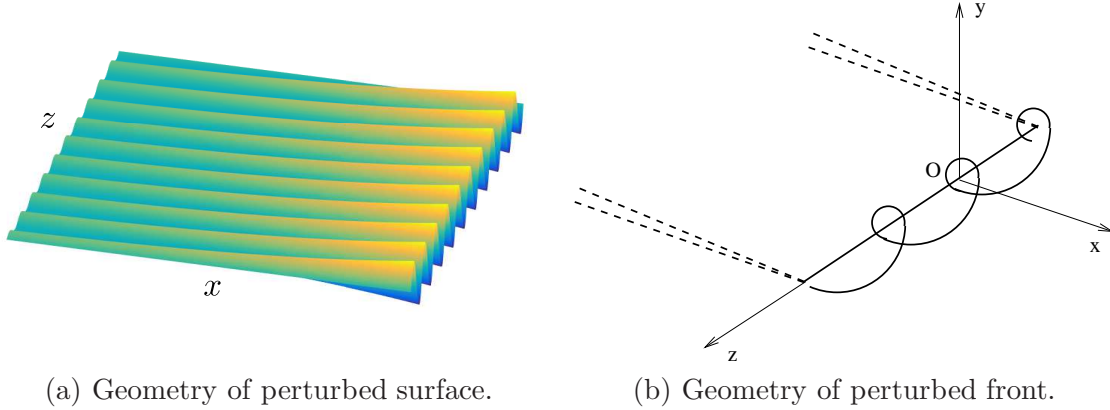 y
z
O
x
x
z
(a) Geometry of perturbed surface.
(b) Geometry of perturbed front.